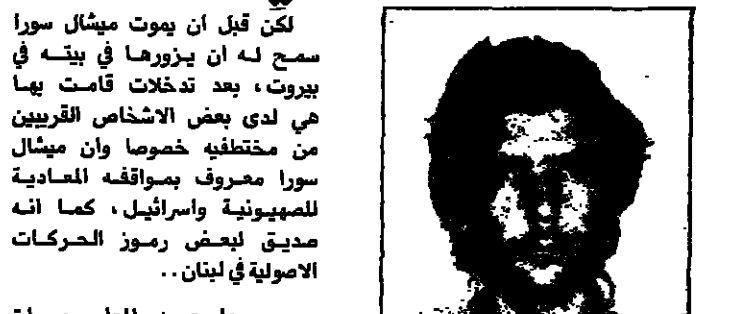 لكن قبل ان يموت ميشال سورا
سمح له ان يزورها في بيته في
بيروت، بعد تدخلات قامت بها
هي لدى بعض الاشخاص القريبين
من مختطفيه خصوصا وان ميشال
سورا معروف بمواقفه المعادية
للصهيونية واسرائيل، كما انه
صديق لبعض رموز الحركات
الاصولية في لبنان..